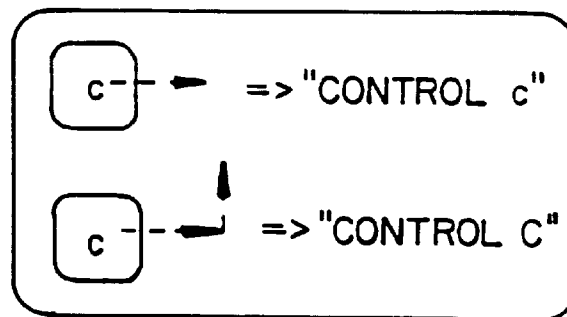 c => "CONTROL c"
c => "CONTROL C"